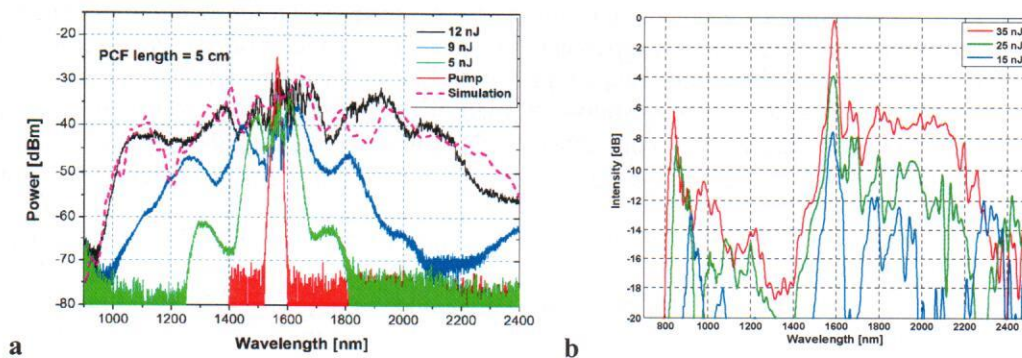 -20
-30
-40
-50
-60
-70
-80
Power [dBm]
PCF length = 5 cm
12 nJ
9 nJ
5 nJ
Pump
Simulation
1000 1200 1400 1600 1800 2000 2200 2400
Wavelength [nm]
a
0
-2
-4
-6
-8
-10
-12
-14
-16
-18
-20
Intensity [dB]
35 nJ
25 nJ
15 nJ
800 1000 1200 1400 1600 1800 2000 2200 2400
Wavelength [nm]
b